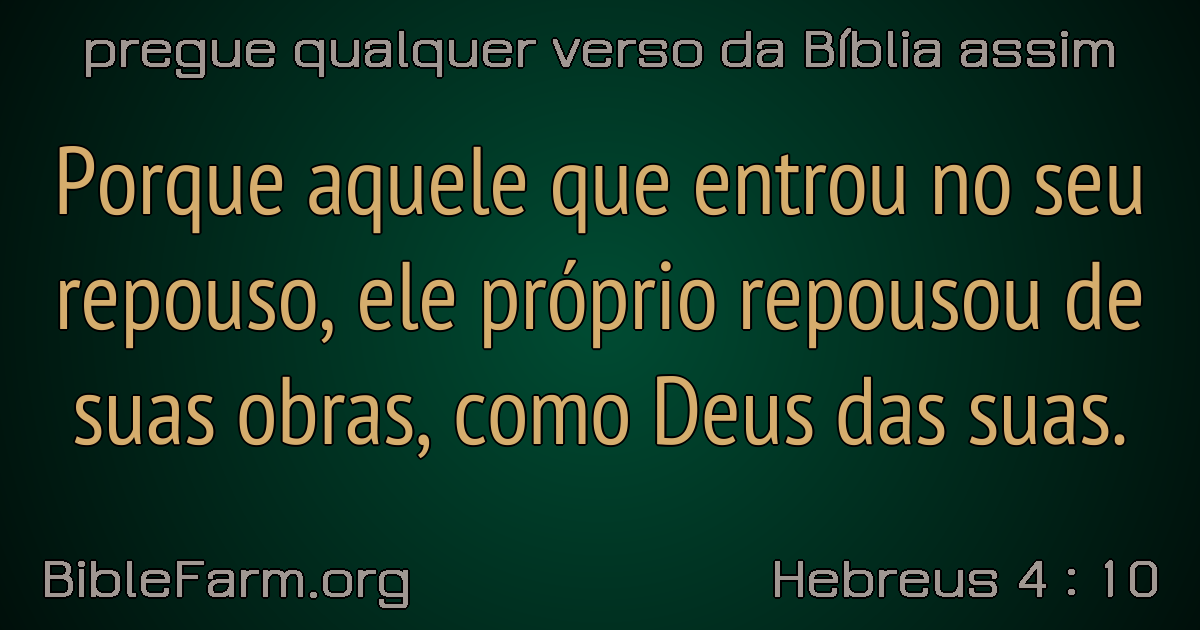 pregue qualquer verso da Bíblia assim
Porque aquele que entrou no seu
repouso, ele próprio repousou de
suas obras, como Deus das suas.
BibleFarm.org
Hebreus 4 : 10